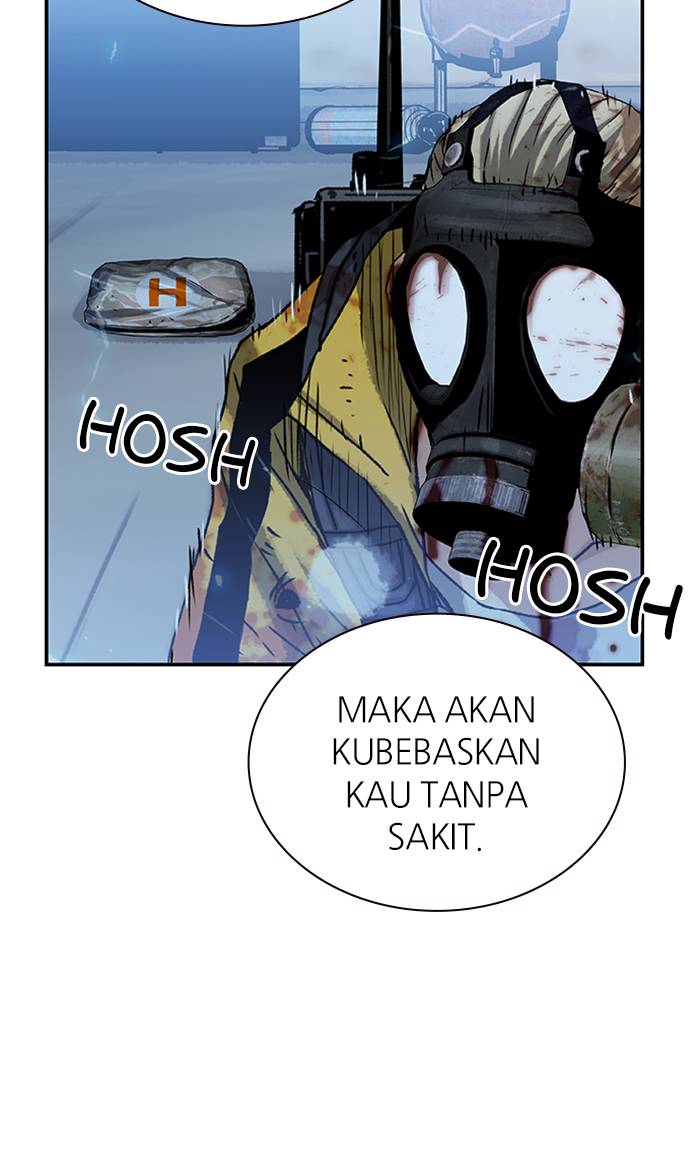 H
HOSH
HOSH
MAKA AKAN
KUBEBASKAN
KAU TANPA
SAKIT.